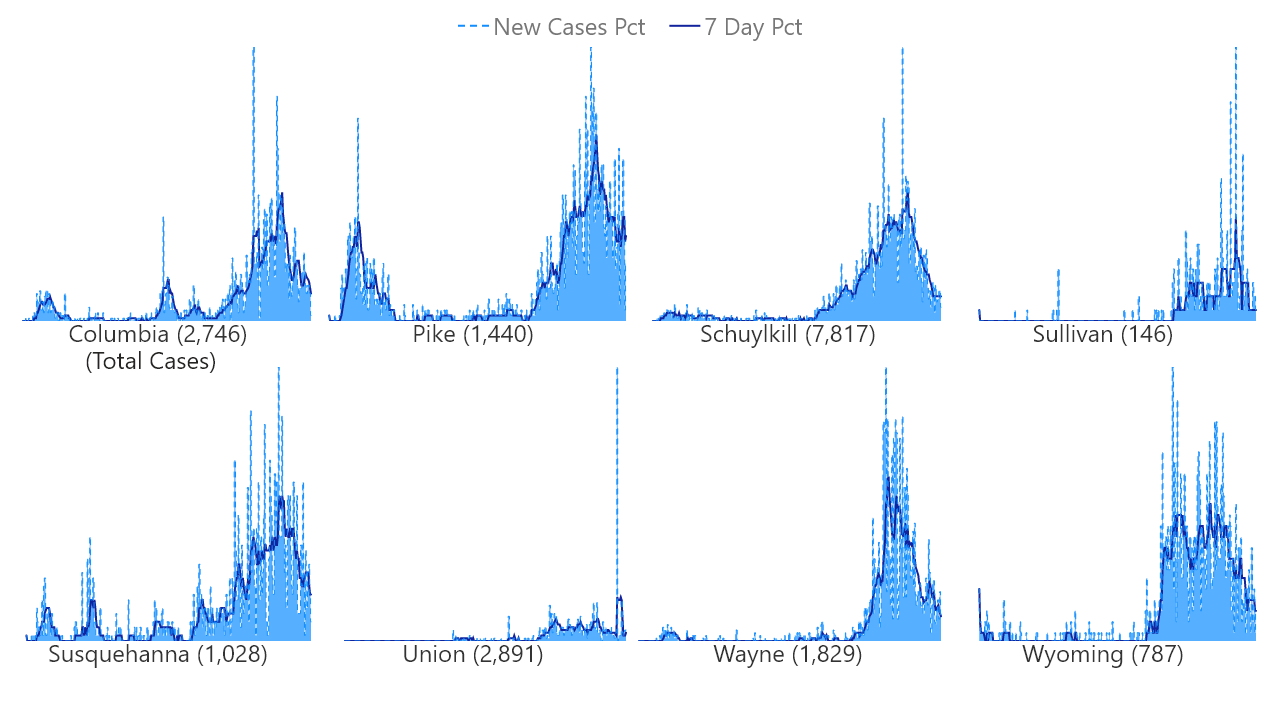 New Cases Pct 7 Day Pct
Columbia (2,746) Pike (1,440) Schuylkill (7,817) Sullivan (146)
(Total Cases)
Susquehanna (1,028) Union (2,891) Wayne (1,829) Wyoming (787)